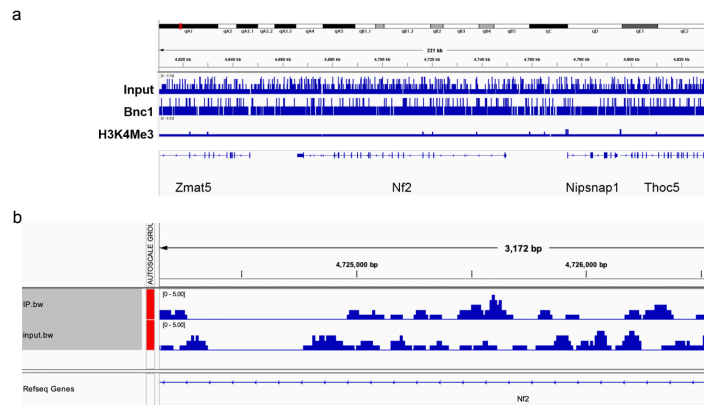 a
qA1 qA2 qA3.1 qA3.2 qA3.3 qA4 qA5 qB1.1 qB1.3 qB2 qB3 qB4 qB5 qC qD qE1 qE2
221 kb
4,620 kb 4,640 kb 4,660 kb 4,680 kb 4,700 kb 4,720 kb 4,740 kb 4,760 kb 4,780 kb 4,800 kb 4,820 kb
Input
Bnc1
H3K4Me3
Zmat5 Nf2 Nipsnap1 Thoc5
b
AUTOSCALE GROU
3,172 bp
4,725,000 bp 4,726,000 bp
IP.bw [0 - 5.00]
input.bw [0 - 5.00]
Refseq Genes
Nf2